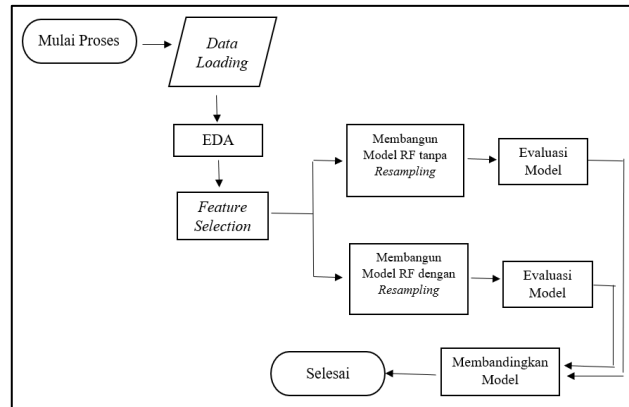 Mulai Proses
Data
Loading
EDA
Feature
Selection
Membangun
Model RF tanpa
Resampling
Evaluasi
Model
Membangun
Model RF dengan
Resampling
Evaluasi
Model
Membandingkan
Model
Selesai